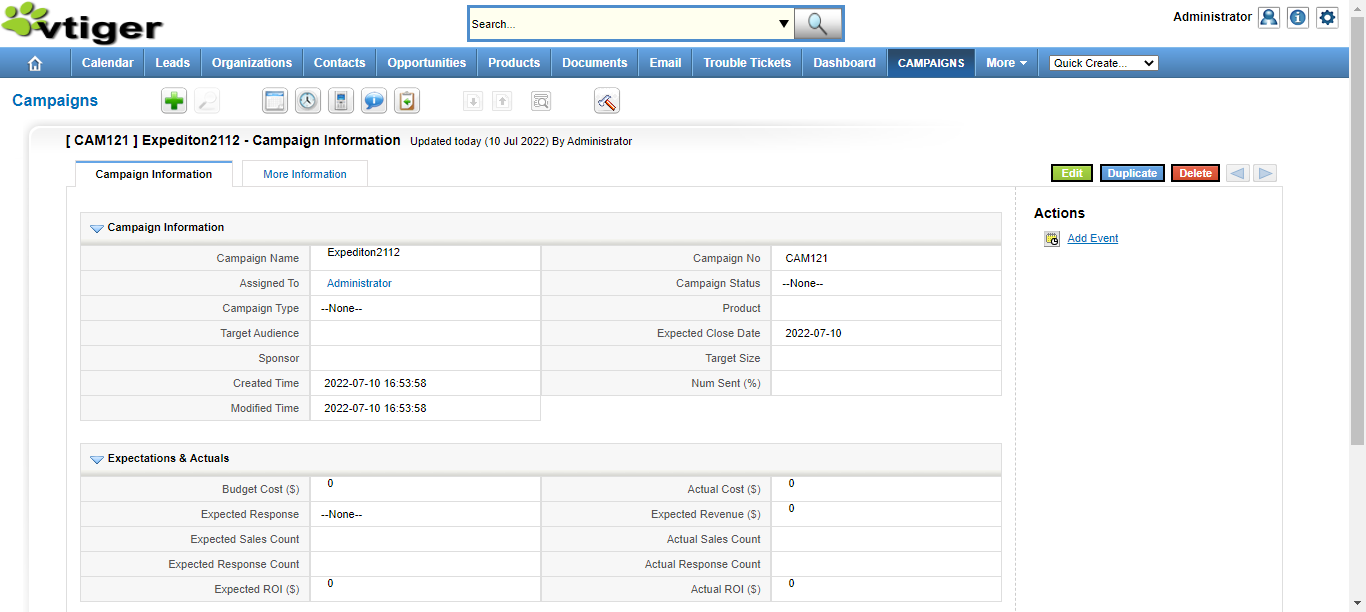 vtiger
Search...
Administrator
Calendar Leads Organizations Contacts Opportunities Products Documents Email Trouble Tickets Dashboard CAMPAIGNS More Quick Create...
Campaigns
[ CAM121 ] Expediton2112 - Campaign Information Updated today (10 Jul 2022) By Administrator
Campaign Information More Information Edit Duplicate Delete
Actions
Add Event
Campaign Information
Campaign Name Expediton2112 Campaign No CAM121
Assigned To Administrator Campaign Status --None--
Campaign Type --None-- Product
Target Audience Expected Close Date 2022-07-10
Sponsor Target Size
Created Time 2022-07-10 16:53:58 Num Sent (%)
Modified Time 2022-07-10 16:53:58
Expectations & Actuals
Budget Cost ($) 0 Actual Cost ($) 0
Expected Response --None-- Expected Revenue ($) 0
Expected Sales Count Actual Sales Count
Expected Response Count Actual Response Count
Expected ROI ($) 0 Actual ROI ($) 0